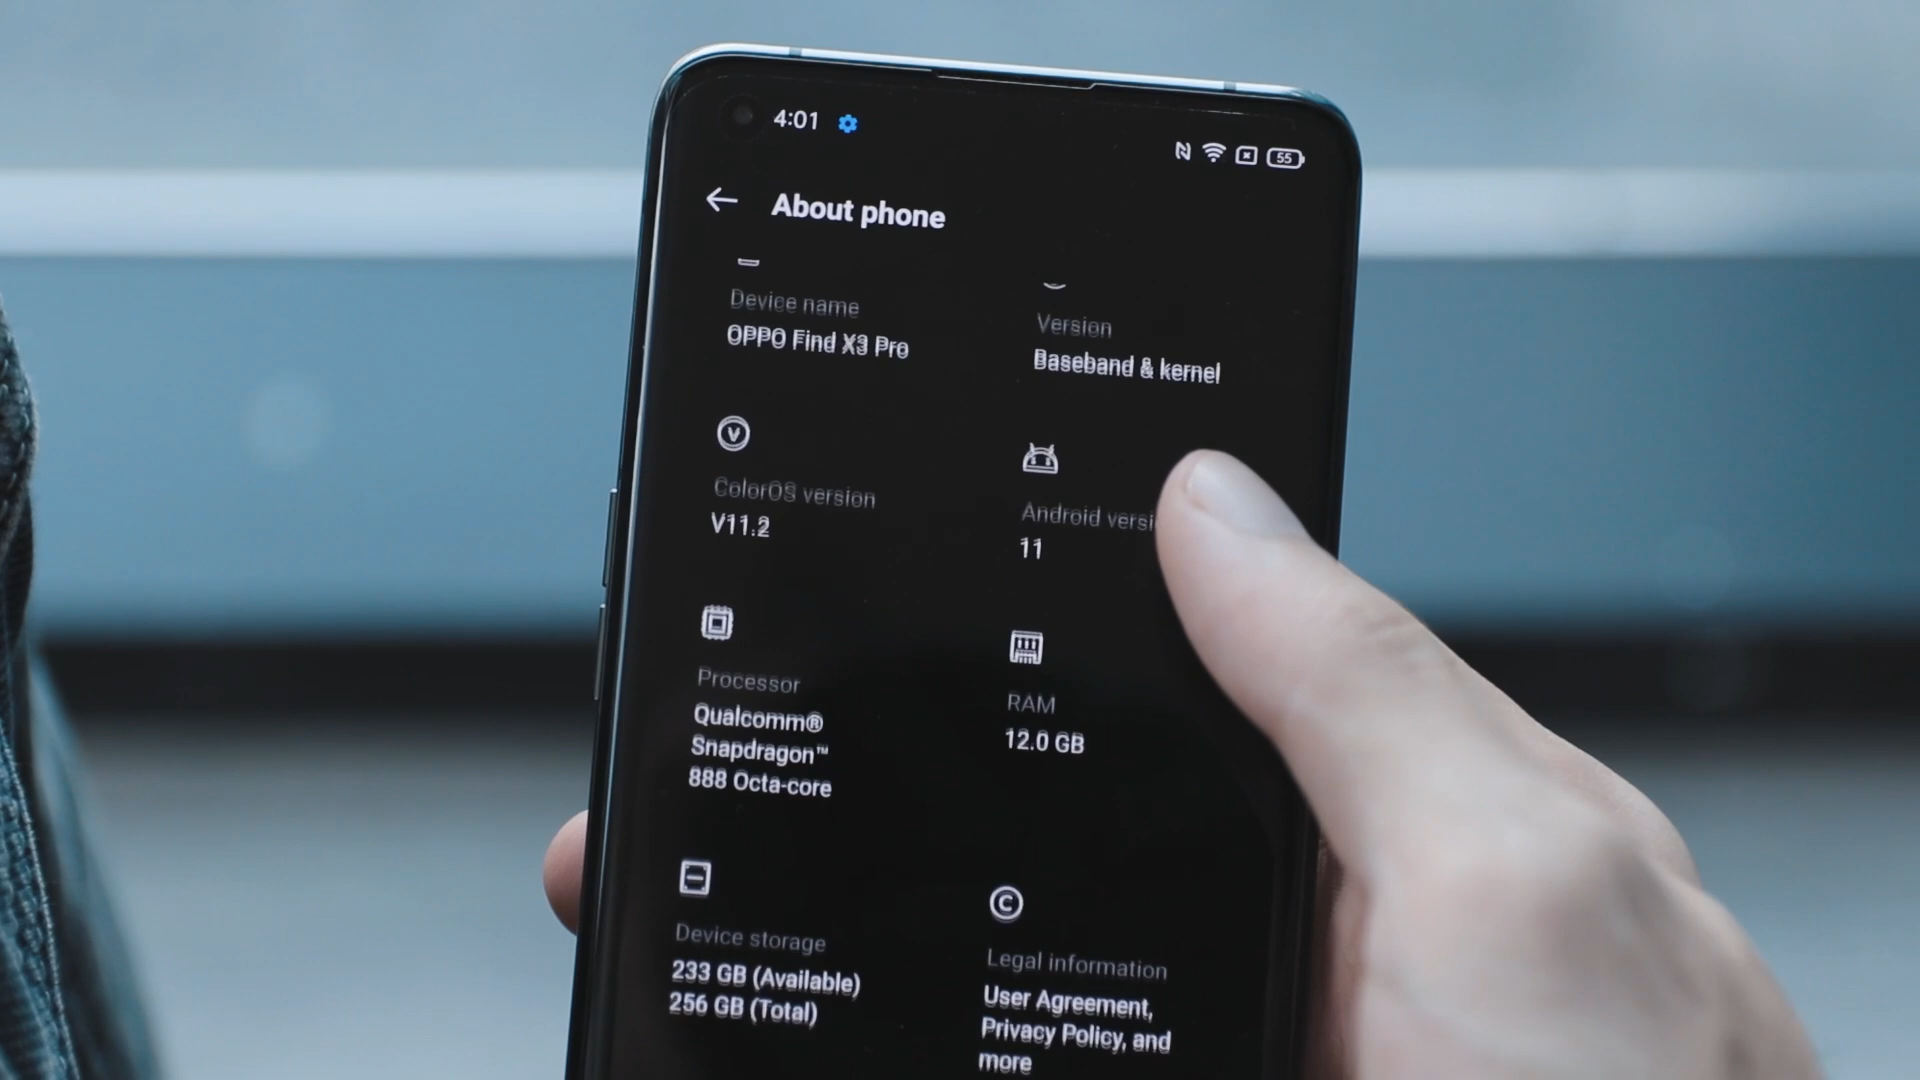 4:01
55
About phone
Device name
OPPO Find X3 Pro
Version
Baseband & kernel
ColorOS version
V11.2
Android versi
11
Processor
Qualcomm®
Snapdragon™
888 Octa-core
RAM
12.0 GB
Device storage
233 GB (Available)
256 GB (Total)
Legal information
User Agreement,
Privacy Policy, and
more